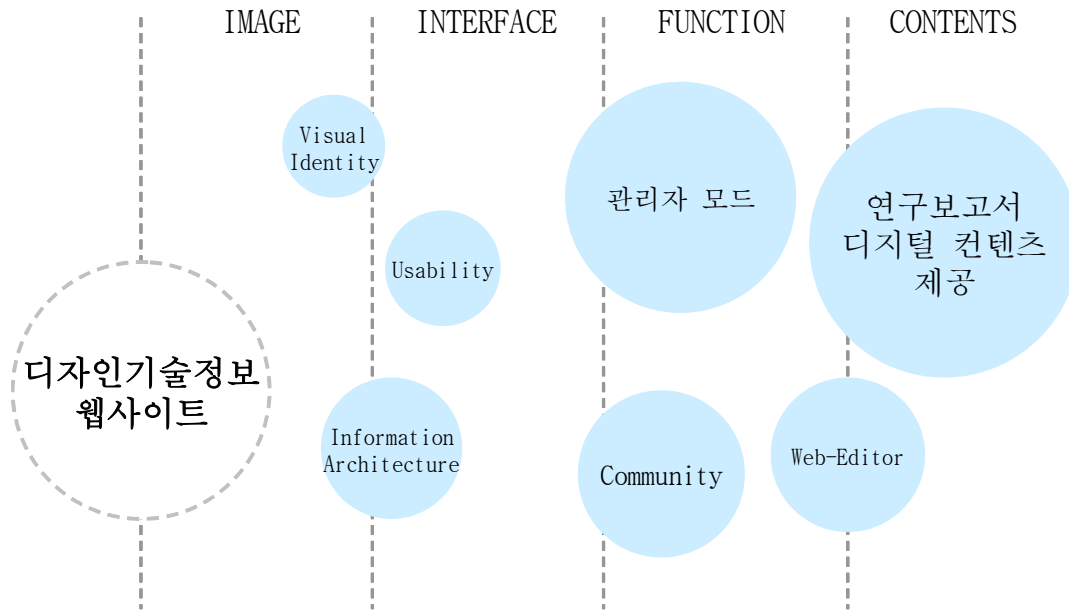 IMAGE
INTERFACE
FUNCTION
CONTENTS
Visual
Identity
관리자 모드
연구보고서
디지털 컨텐츠
제공
Usability
디자인기술정보
웹사이트
Information
Architecture
Community
Web-Editor